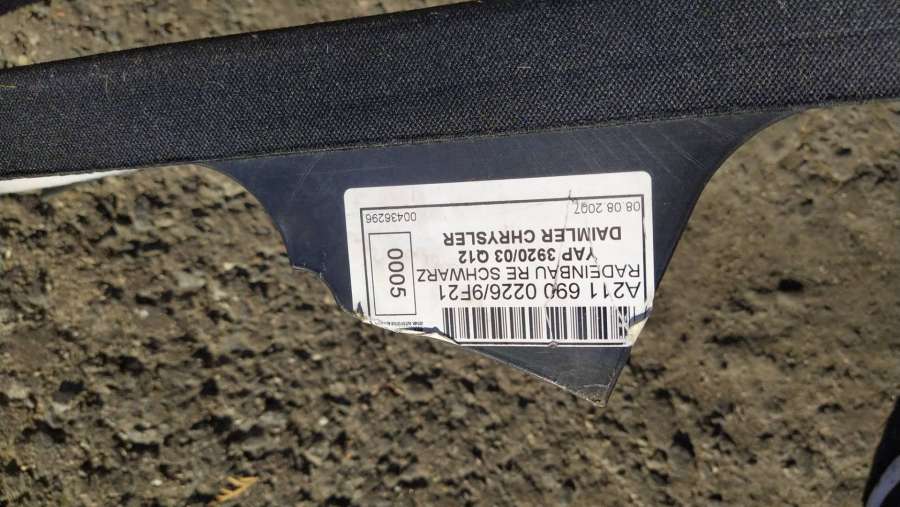 A211 690 0226/9F21
RADEINBAU RE SCHWARZ
YAP 3920/03 Q12
DAIMLER CHRYSLER
0005
08.08.2007
00436296